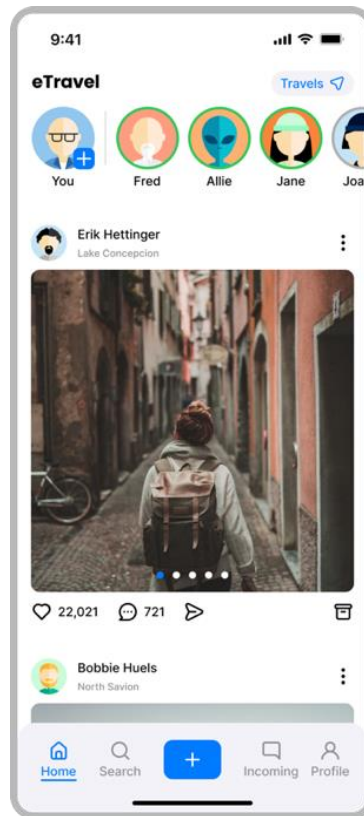 9:41
eTravel
Travels
You
Fred
Allie
Jane
Joa
Erik Hettinger
Lake Concepcion
22,021
721
Bobbie Huels
North Savion
Home
Search
Incoming
Profile